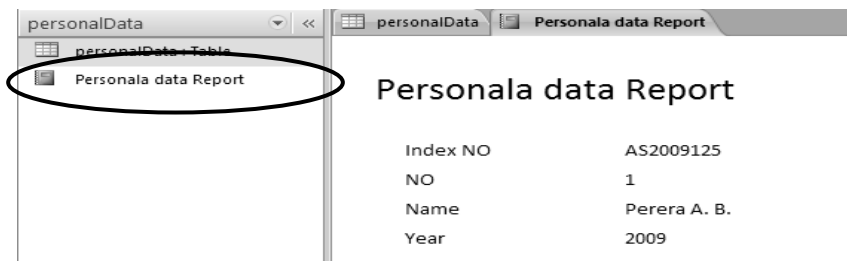 personalData
personalData : Table
Personala data Report
personalData Personala data Report
Personala data Report
Index NO AS2009125
NO 1
Name Perera A. B.
Year 2009